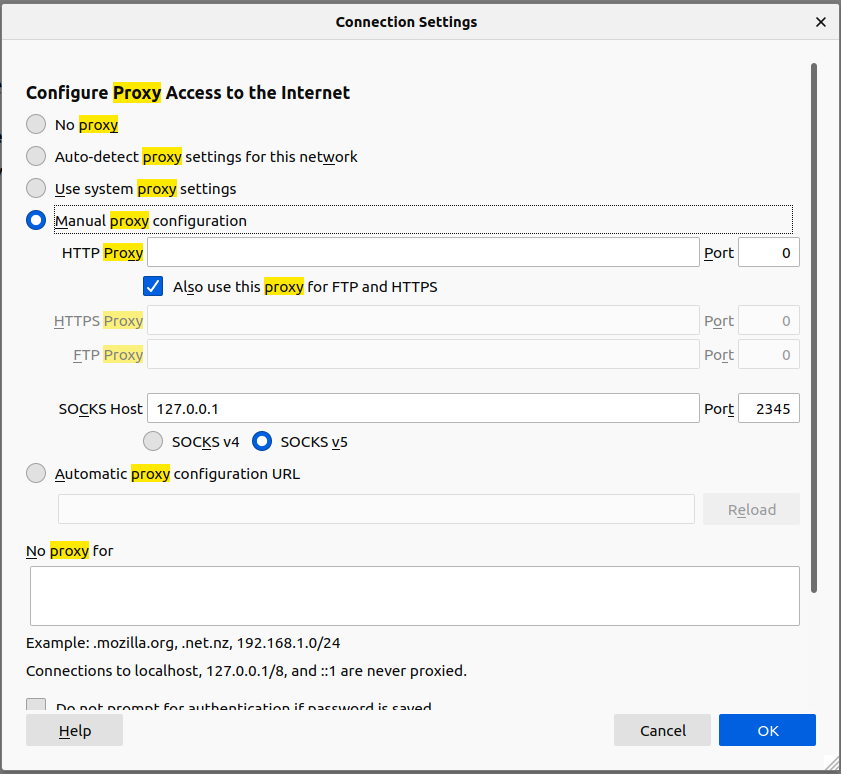 Connection Settings
Configure Proxy Access to the Internet
No proxy
Auto-detect proxy settings for this network
Use system proxy settings
Manual proxy configuration
HTTP Proxy Port 0
Also use this proxy for FTP and HTTPS
HTTPS Proxy Port 0
FTP Proxy Port 0
SOCKS Host 127.0.0.1 Port 2345
SOCKS v4 SOCKS v5
Automatic proxy configuration URL
Reload
No proxy for
Example: .mozilla.org, .net.nz, 192.168.1.0/24
Connections to localhost, 127.0.0.1/8, and ::1 are never proxied.
Do not prompt for authentication if password is saved
Help Cancel OK